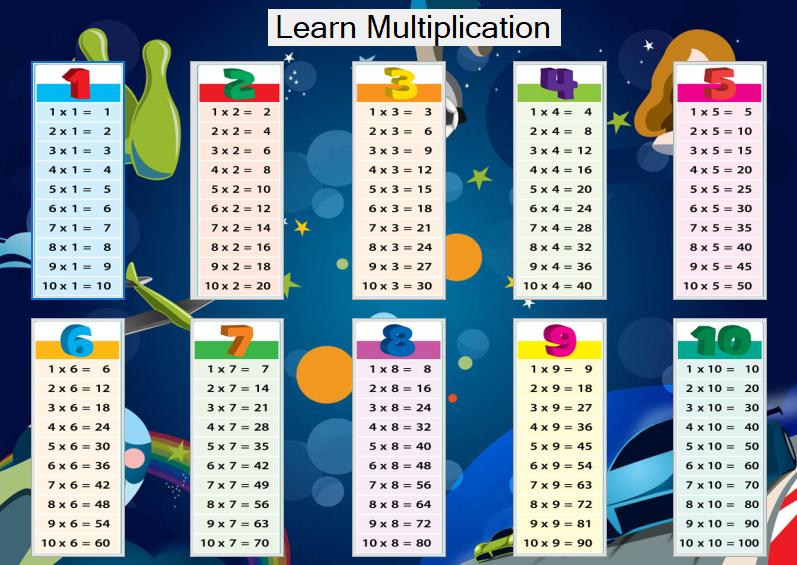 Learn Multiplication
1
1 x 1 = 1
2 x 1 = 2
3 x 1 = 3
4 x 1 = 4
5 x 1 = 5
6 x 1 = 6
7 x 1 = 7
8 x 1 = 8
9 x 1 = 9
10 x 1 = 10
2
1 x 2 = 2
2 x 2 = 4
3 x 2 = 6
4 x 2 = 8
5 x 2 = 10
6 x 2 = 12
7 x 2 = 14
8 x 2 = 16
9 x 2 = 18
10 x 2 = 20
3
1 x 3 = 3
2 x 3 = 6
3 x 3 = 9
4 x 3 = 12
5 x 3 = 15
6 x 3 = 18
7 x 3 = 21
8 x 3 = 24
9 x 3 = 27
10 x 3 = 30
4
1 x 4 = 4
2 x 4 = 8
3 x 4 = 12
4 x 4 = 16
5 x 4 = 20
6 x 4 = 24
7 x 4 = 28
8 x 4 = 32
9 x 4 = 36
10 x 4 = 40
5
1 x 5 = 5
2 x 5 = 10
3 x 5 = 15
4 x 5 = 20
5 x 5 = 25
6 x 5 = 30
7 x 5 = 35
8 x 5 = 40
9 x 5 = 45
10 x 5 = 50
6
1 x 6 = 6
2 x 6 = 12
3 x 6 = 18
4 x 6 = 24
5 x 6 = 30
6 x 6 = 36
7 x 6 = 42
8 x 6 = 48
9 x 6 = 54
10 x 6 = 60
7
1 x 7 = 7
2 x 7 = 14
3 x 7 = 21
4 x 7 = 28
5 x 7 = 35
6 x 7 = 42
7 x 7 = 49
8 x 7 = 56
9 x 7 = 63
10 x 7 = 70
8
1 x 8 = 8
2 x 8 = 16
3 x 8 = 24
4 x 8 = 32
5 x 8 = 40
6 x 8 = 48
7 x 8 = 56
8 x 8 = 64
9 x 8 = 72
10 x 8 = 80
9
1 x 9 = 9
2 x 9 = 18
3 x 9 = 27
4 x 9 = 36
5 x 9 = 45
6 x 9 = 54
7 x 9 = 63
8 x 9 = 72
9 x 9 = 81
10 x 9 = 90
10
1 x 10 = 10
2 x 10 = 20
3 x 10 = 30
4 x 10 = 40
5 x 10 = 50
6 x 10 = 60
7 x 10 = 70
8 x 10 = 80
9 x 10 = 90
10 x 10 = 100